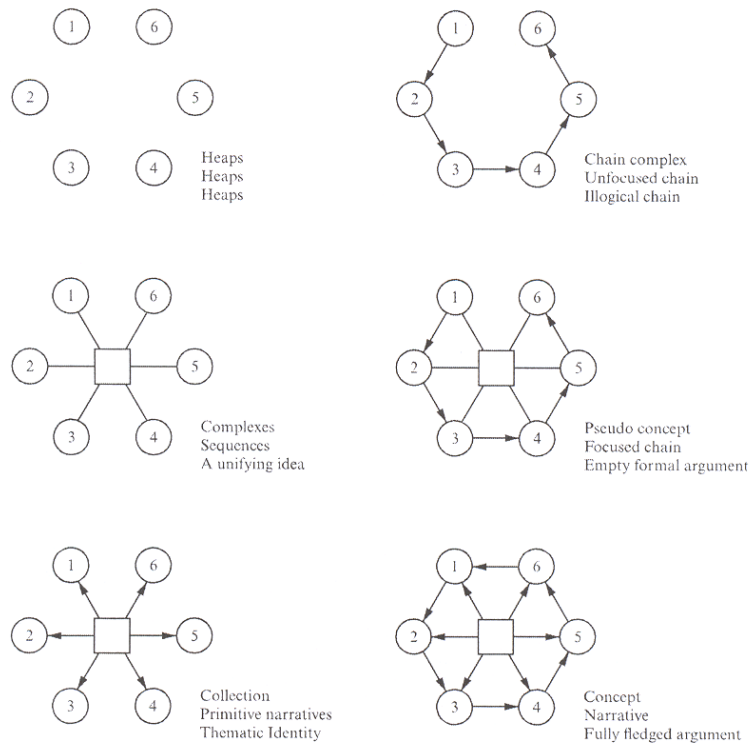 1 6
2 5
3 4
Heaps
Heaps
Heaps
1 6
2 5
3 4
Chain complex
Unfocused chain
Illogical chain
1 6
2 5
3 4
Complexes
Sequences
A unifying idea
1 6
2 5
3 4
Pseudo concept
Focused chain
Empty formal argument
1 6
2 5
3 4
Collection
Primitive narratives
Thematic Identity
1 6
2 5
3 4
Concept
Narrative
Fully fledged argument